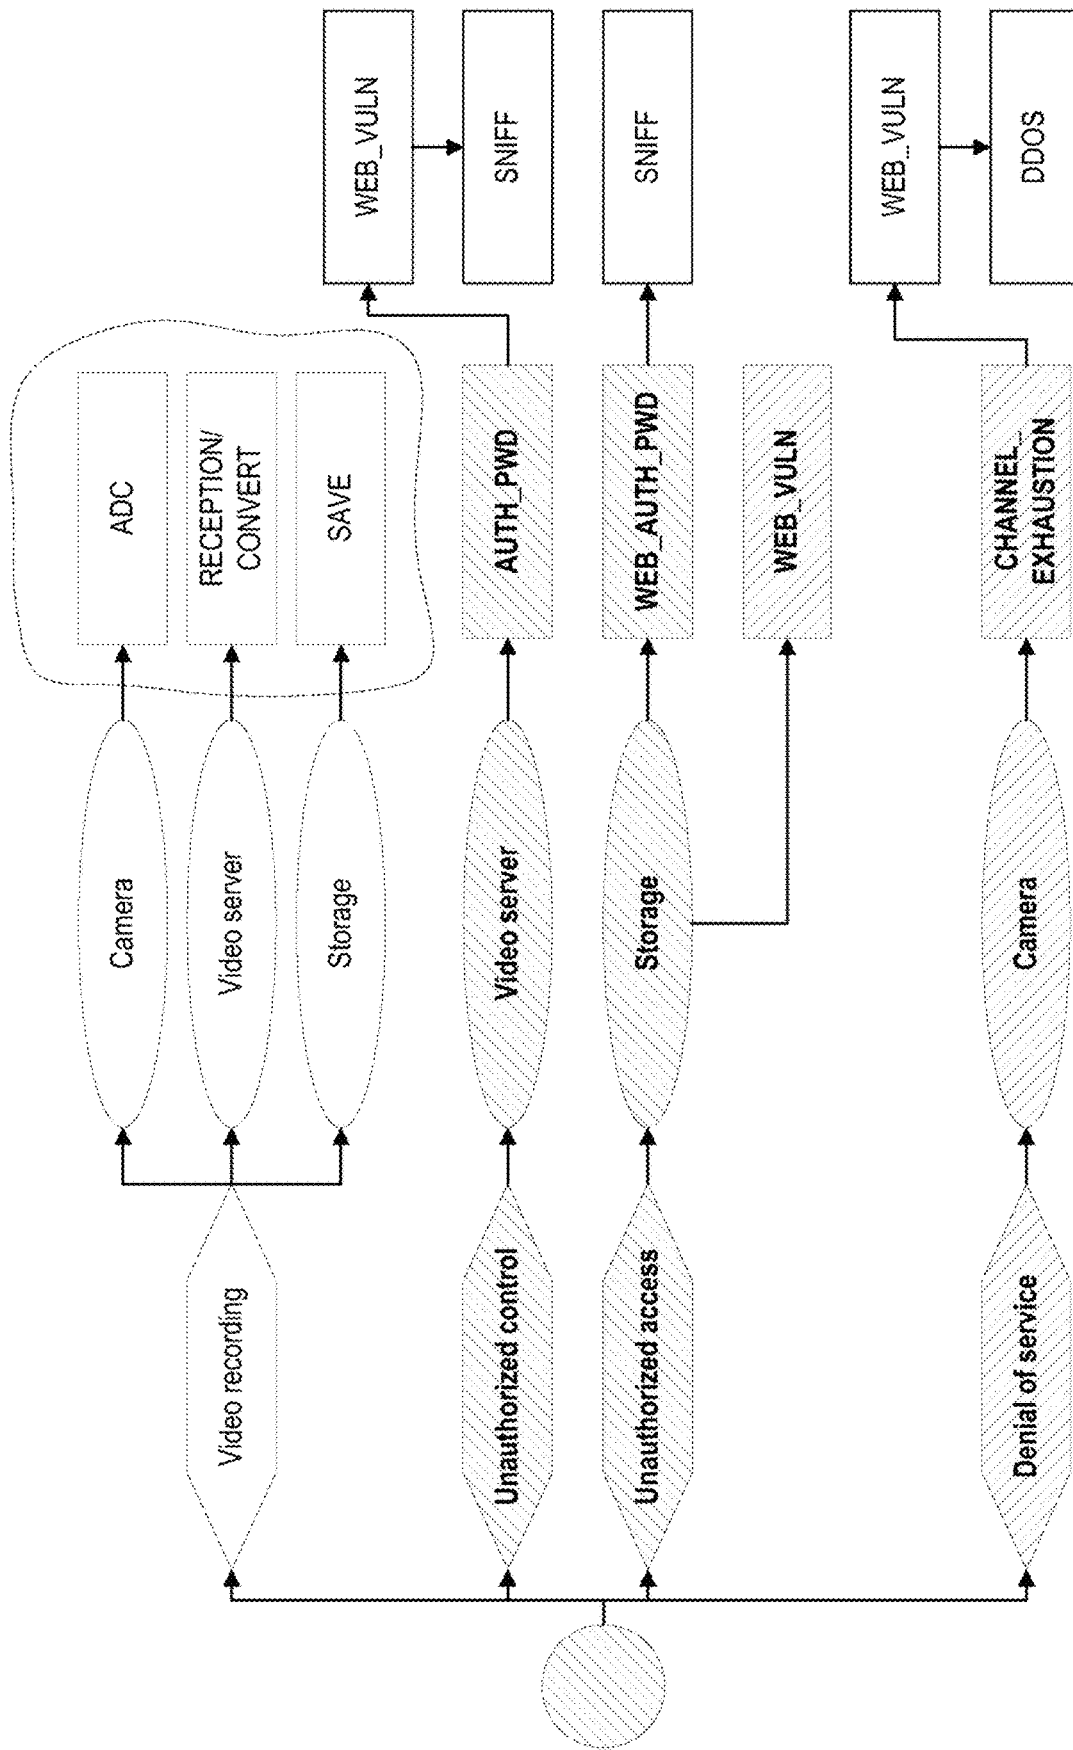 Video recording
Camera
ADC
Video server
RECEPTION/
CONVERT
Storage
SAVE
Unauthorized control
Video server
AUTH_PWD
WEB_VULN
SNIFF
Unauthorized access
Storage
WEB_AUTH_PWD
SNIFF
WEB_VULN
Denial of service
Camera
CHANNEL_
EXHAUSTION
WEB_VULN
DDOS